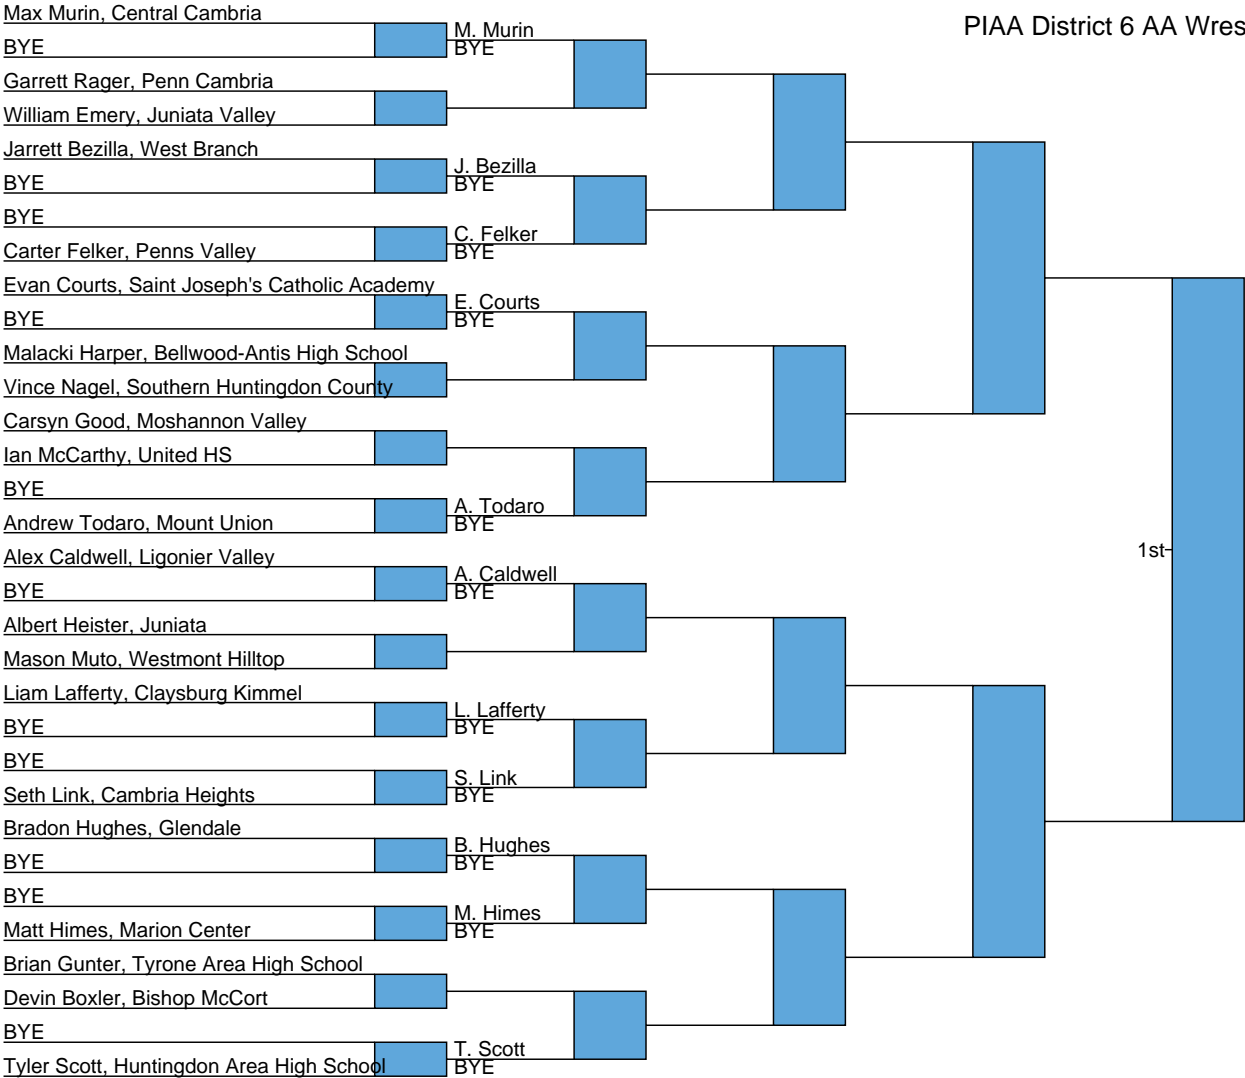 PIAA District 6 AA Wres
Max Murin, Central Cambria
BYE
Garrett Rager, Penn Cambria
William Emery, Juniata Valley
Jarrett Bezilla, West Branch
BYE
BYE
Carter Felker, Penns Valley
Evan Courts, Saint Joseph's Catholic Academy
BYE
Malacki Harper, Bellwood-Antis High School
Vince Nagel, Southern Huntingdon County
Carsyn Good, Moshannon Valley
Ian McCarthy, United HS
BYE
Andrew Todaro, Mount Union
Alex Caldwell, Ligonier Valley
BYE
Albert Heister, Juniata
Mason Muto, Westmont Hilltop
Liam Lafferty, Claysburg Kimmel
BYE
BYE
Seth Link, Cambria Heights
Bradon Hughes, Glendale
BYE
BYE
Matt Himes, Marion Center
Brian Gunter, Tyrone Area High School
Devin Boxler, Bishop McCort
BYE
Tyler Scott, Huntingdon Area High School
M. Murin
BYE
J. Bezilla
BYE
C. Felker
BYE
E. Courts
BYE
A. Todaro
BYE
A. Caldwell
BYE
L. Lafferty
BYE
S. Link
BYE
B. Hughes
BYE
M. Himes
BYE
T. Scott
BYE
1st